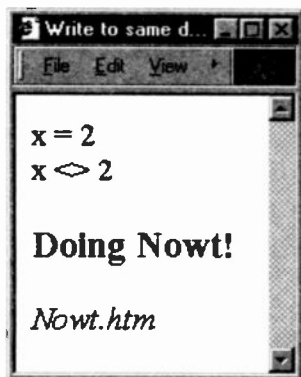 Write to same d...
File Edit View
x = 2
x <> 2
Doing Nowt!
Nowt.htm